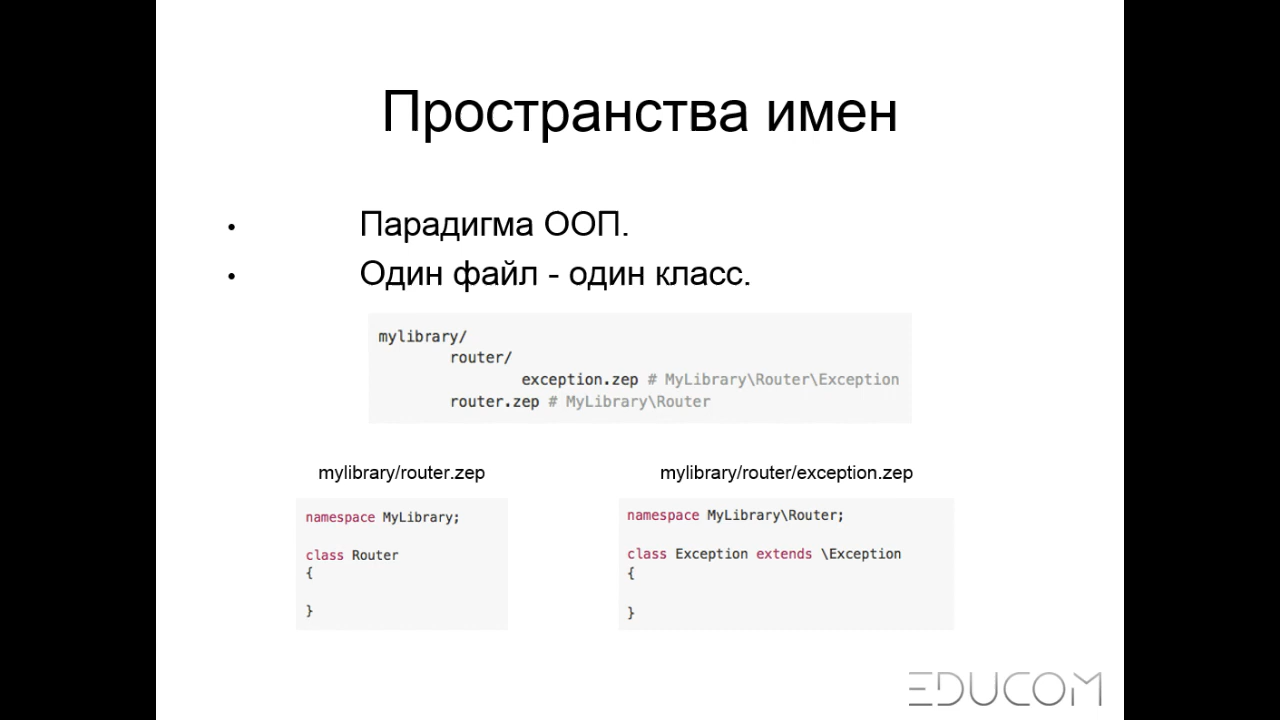 Пространства имен
• Парадигма ООП.
• Один файл - один класс.
mylibrary/
router/
exception.zep # MyLibrary\Router\Exception
router.zep # MyLibrary\Router
mylibrary/router.zep
namespace MyLibrary;
class Router
{
}
mylibrary/router/exception.zep
namespace MyLibrary\Router;
class Exception extends \Exception
{
}
EDUCOM